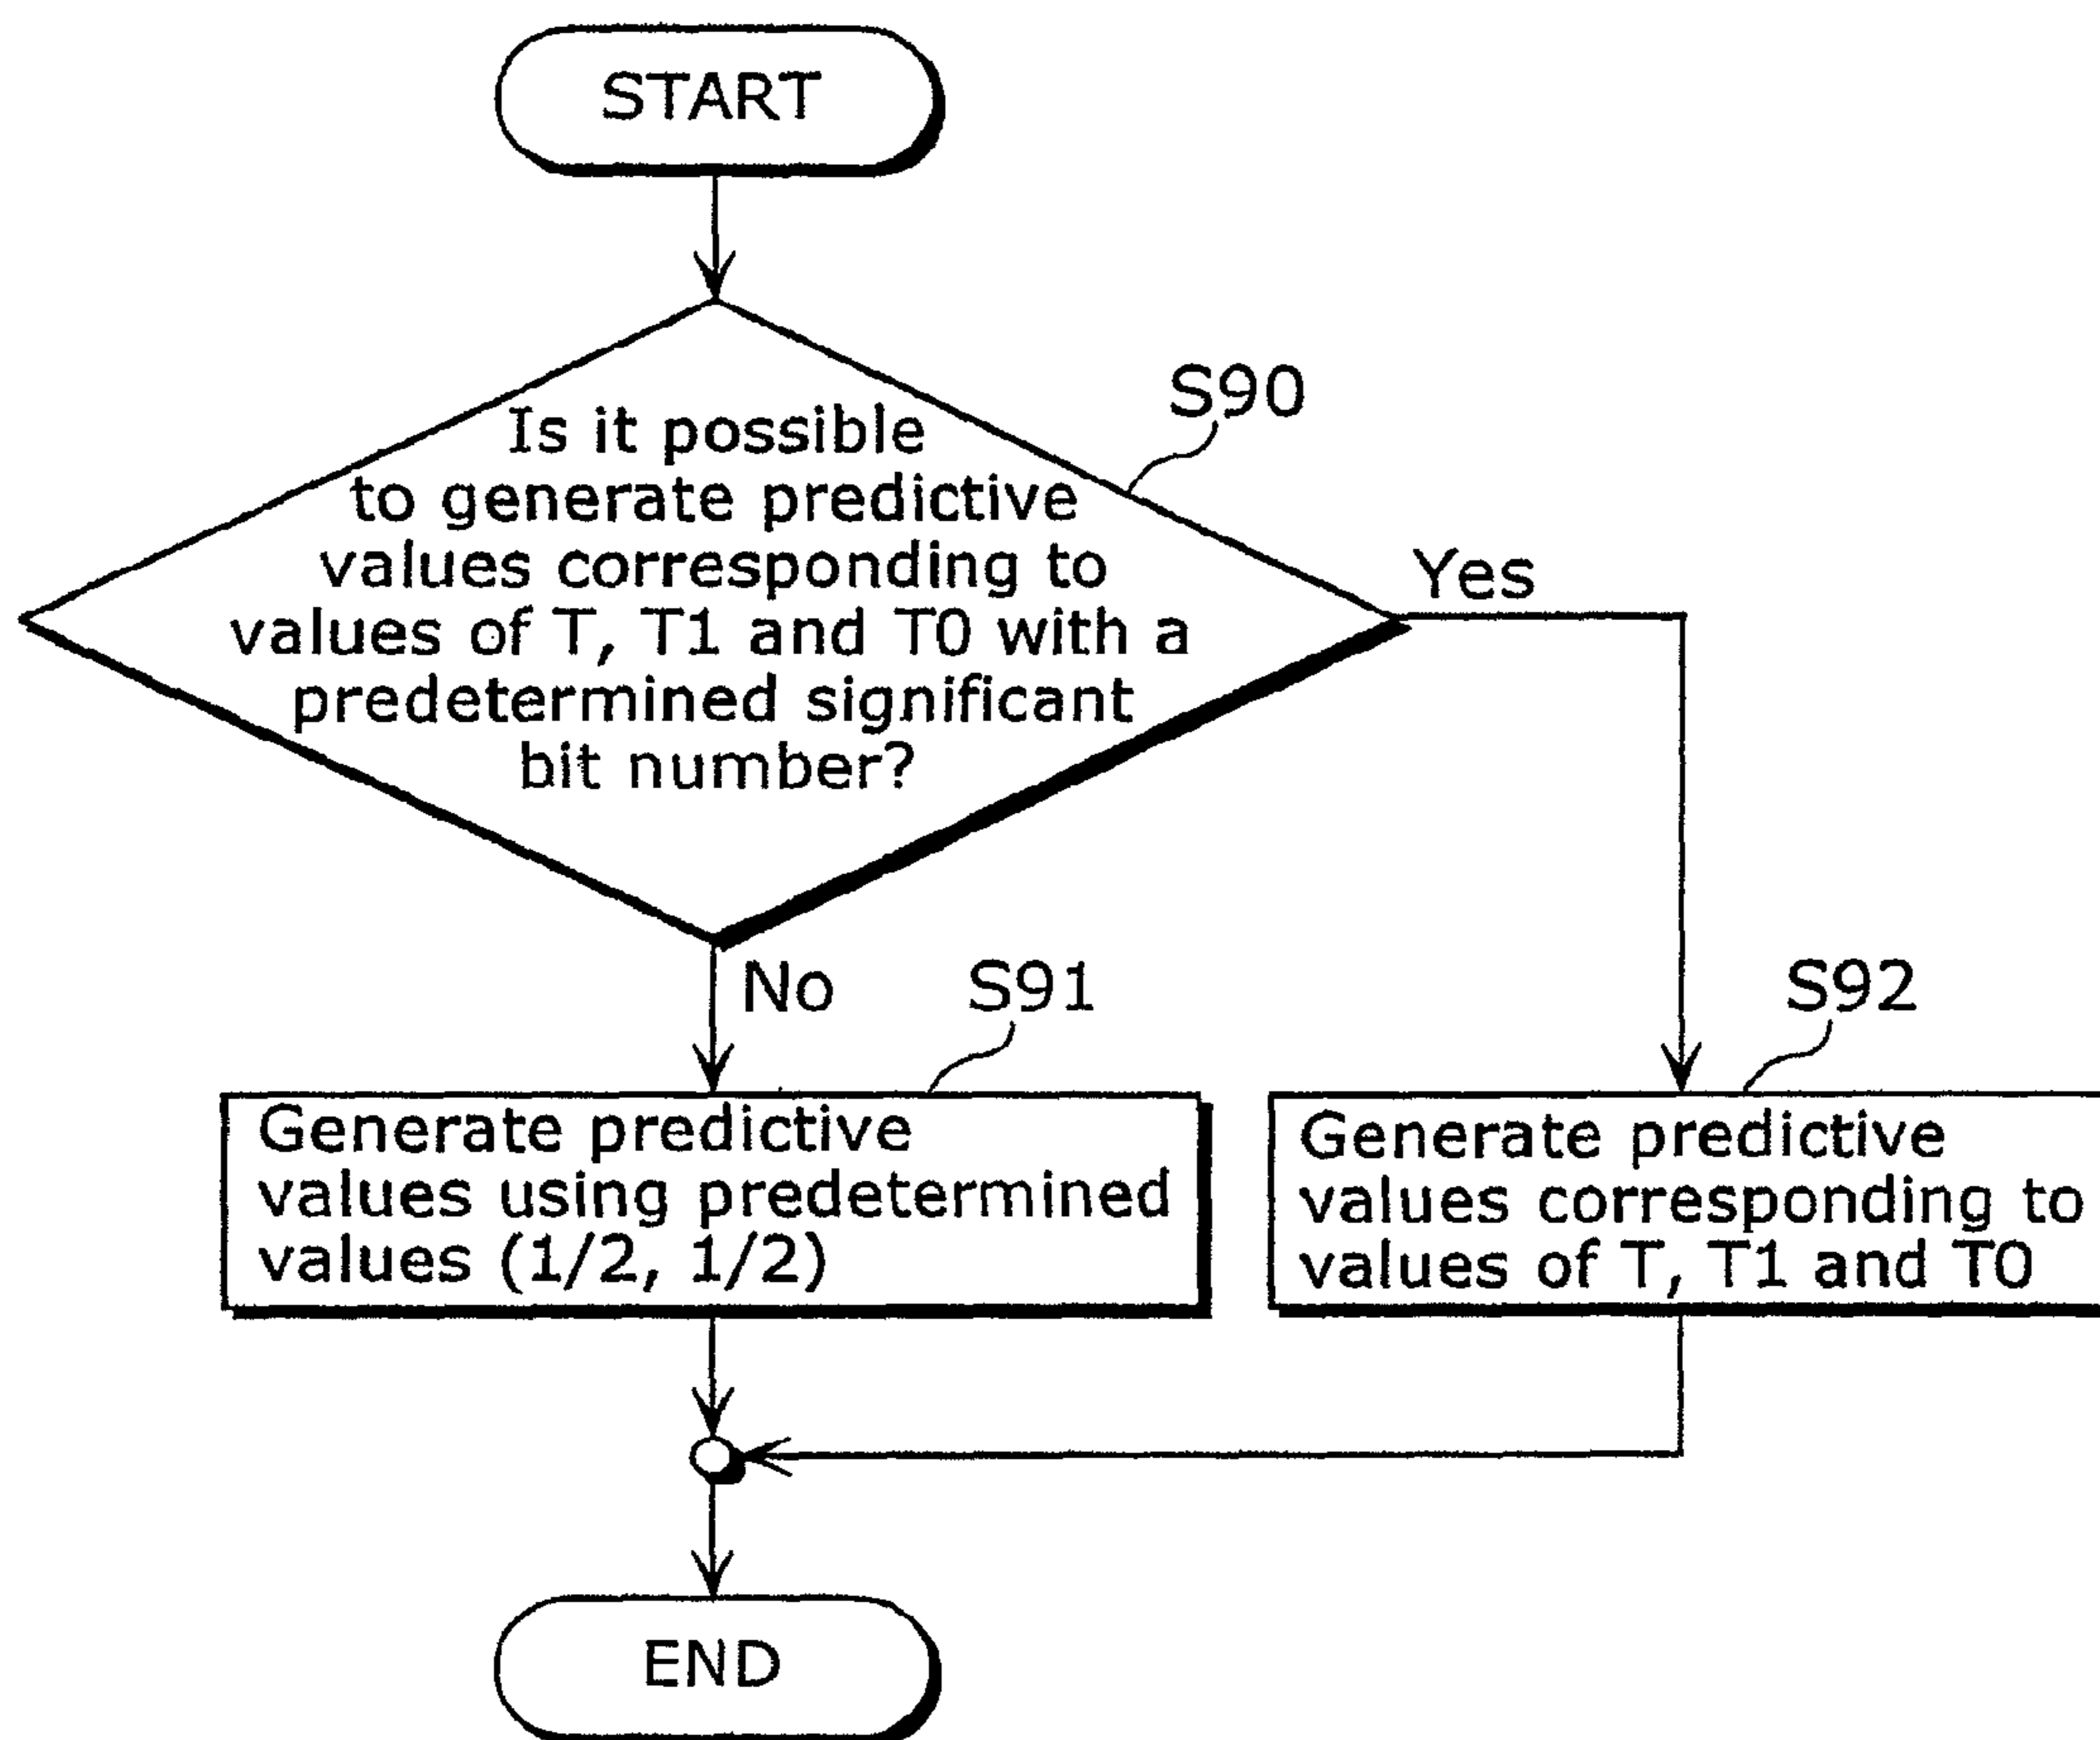 START
S90
Is it possible
to generate predictive
values corresponding to
values of T, T1 and T0 with a
predetermined significant
bit number?
Yes
No
S91
S92
Generate predictive
values using predetermined
values (1/2, 1/2)
Generate predictive
values corresponding to
values of T, T1 and T0
END